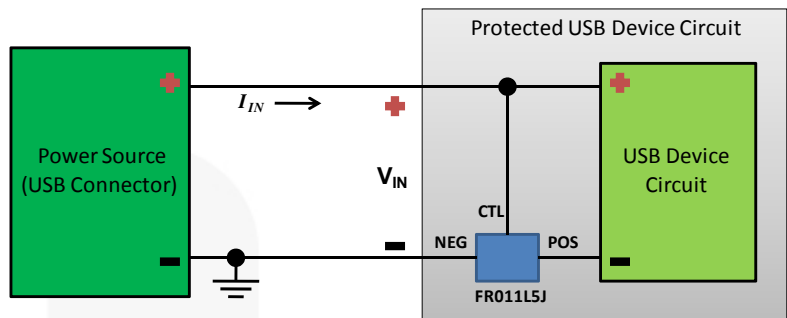 Protected USB Device Circuit
I_IN
Power Source
(USB Connector)
V_IN
USB Device
Circuit
CTL
NEG
POS
FR011L5J